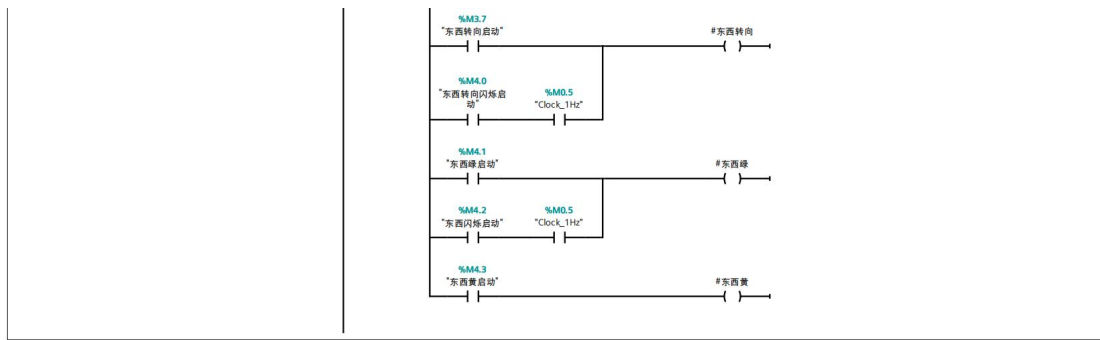 %M3.7
"东西转向启动"
#东西转向
%M4.0
"东西转向闪烁启
动"
%M0.5
"Clock_1Hz"
%M4.1
"东西绿启动"
#东西绿
%M4.2
"东西闪烁启动"
%M0.5
"Clock_1Hz"
%M4.3
"东西黄启动"
#东西黄